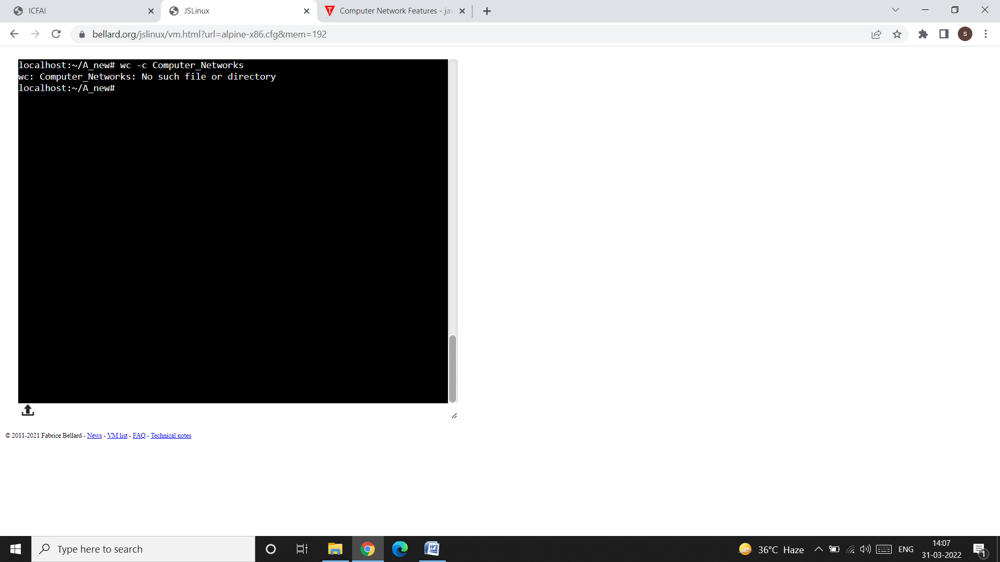 ICFAI
JSLinux
Computer Network Features - jav
bellard.org/jslinux/vm.html?url=alpine-x86.cfg&mem=192
S
localhost:~/A_new# wc -c Computer_Networks
wc: Computer_Networks: No such file or directory
localhost:~/A_new#
© 2011-2021 Fabrice Bellard - News - VM list - FAQ - Technical notes
Type here to search
36°C Haze
ENG
14:07
31-03-2022
1